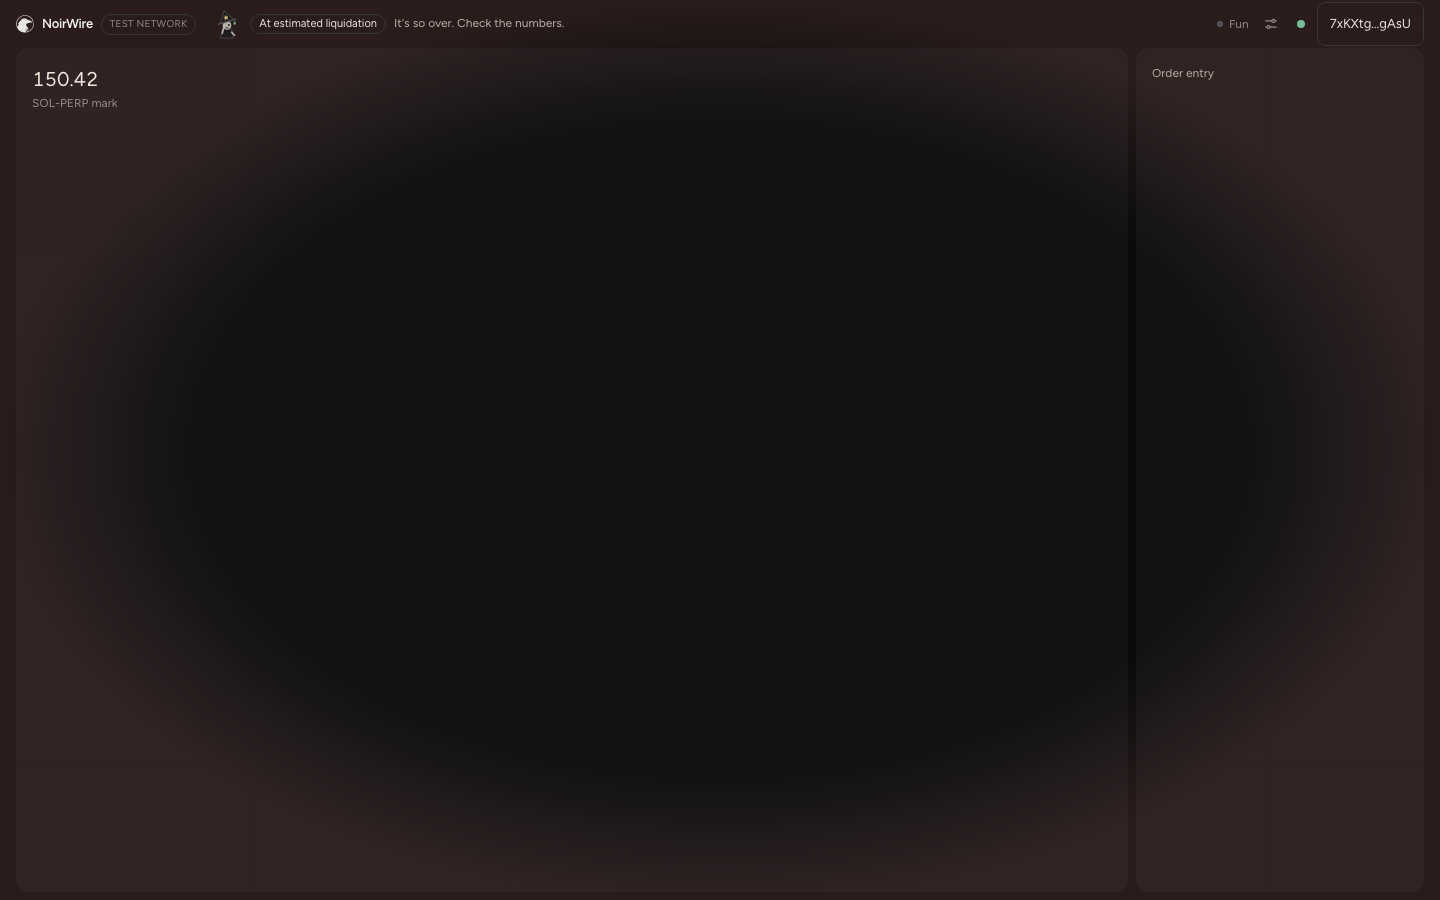 NoirWire TEST NETWORK At estimated liquidation It's so over. Check the numbers. Fun 7xKXtg...gAsU
150.42
SOL-PERP mark
Order entry